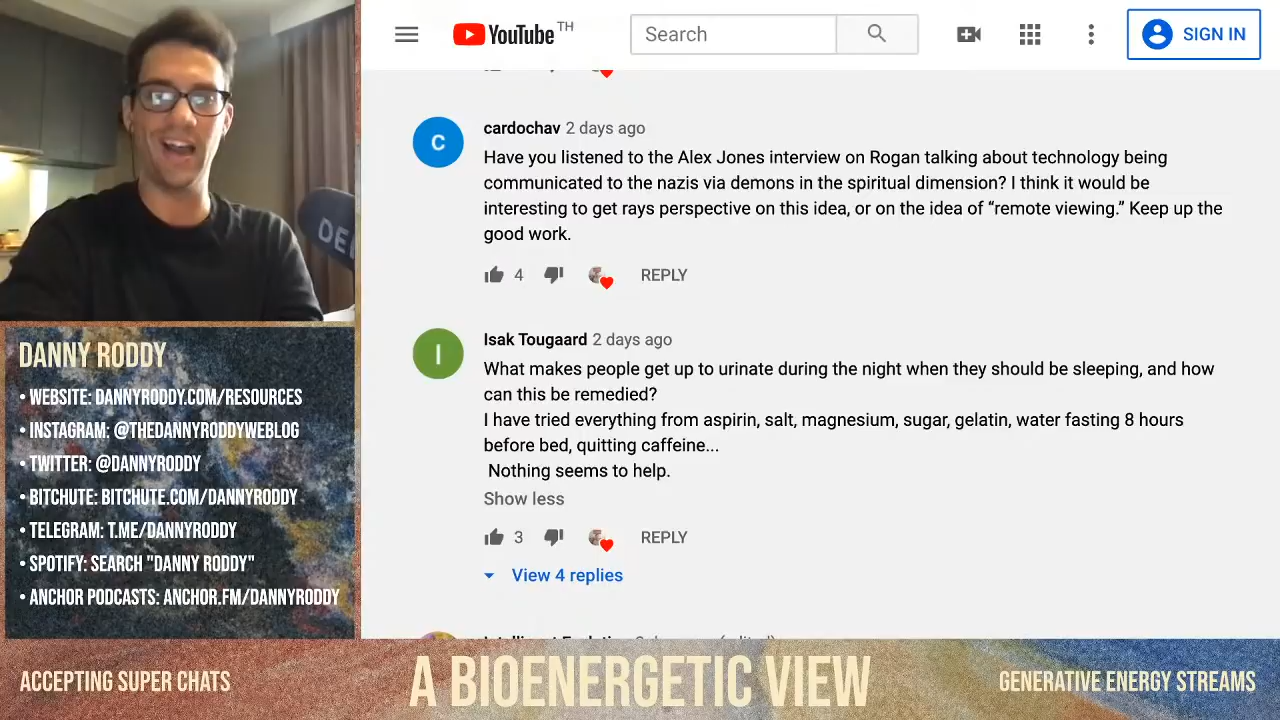 YouTube TH
Search
SIGN IN
cardochav 2 days ago
Have you listened to the Alex Jones interview on Rogan talking about technology being
communicated to the nazis via demons in the spiritual dimension? I think it would be
interesting to get rays perspective on this idea, or on the idea of “remote viewing.” Keep up the
good work.
4 REPLY
Isak Tougaard 2 days ago
What makes people get up to urinate during the night when they should be sleeping, and how
can this be remedied?
I have tried everything from aspirin, salt, magnesium, sugar, gelatin, water fasting 8 hours
before bed, quitting caffeine...
Nothing seems to help.
Show less
3 REPLY
View 4 replies
C
I
DANNY RODDY
• WEBSITE: DANNYRODDY.COM/RESOURCES
• INSTAGRAM: @THEDANNYRODDYWEBLOG
• TWITTER: @DANNYRODDY
• BITCHUTE: BITCHUTE.COM/DANNYRODDY
• TELEGRAM: T.ME/DANNYRODDY
• SPOTIFY: SEARCH "DANNY RODDY"
• ANCHOR PODCASTS: ANCHOR.FM/DANNYRODDY
ACCEPTING SUPER CHATS
A BIOENERGETIC VIEW
GENERATIVE ENERGY STREAMS